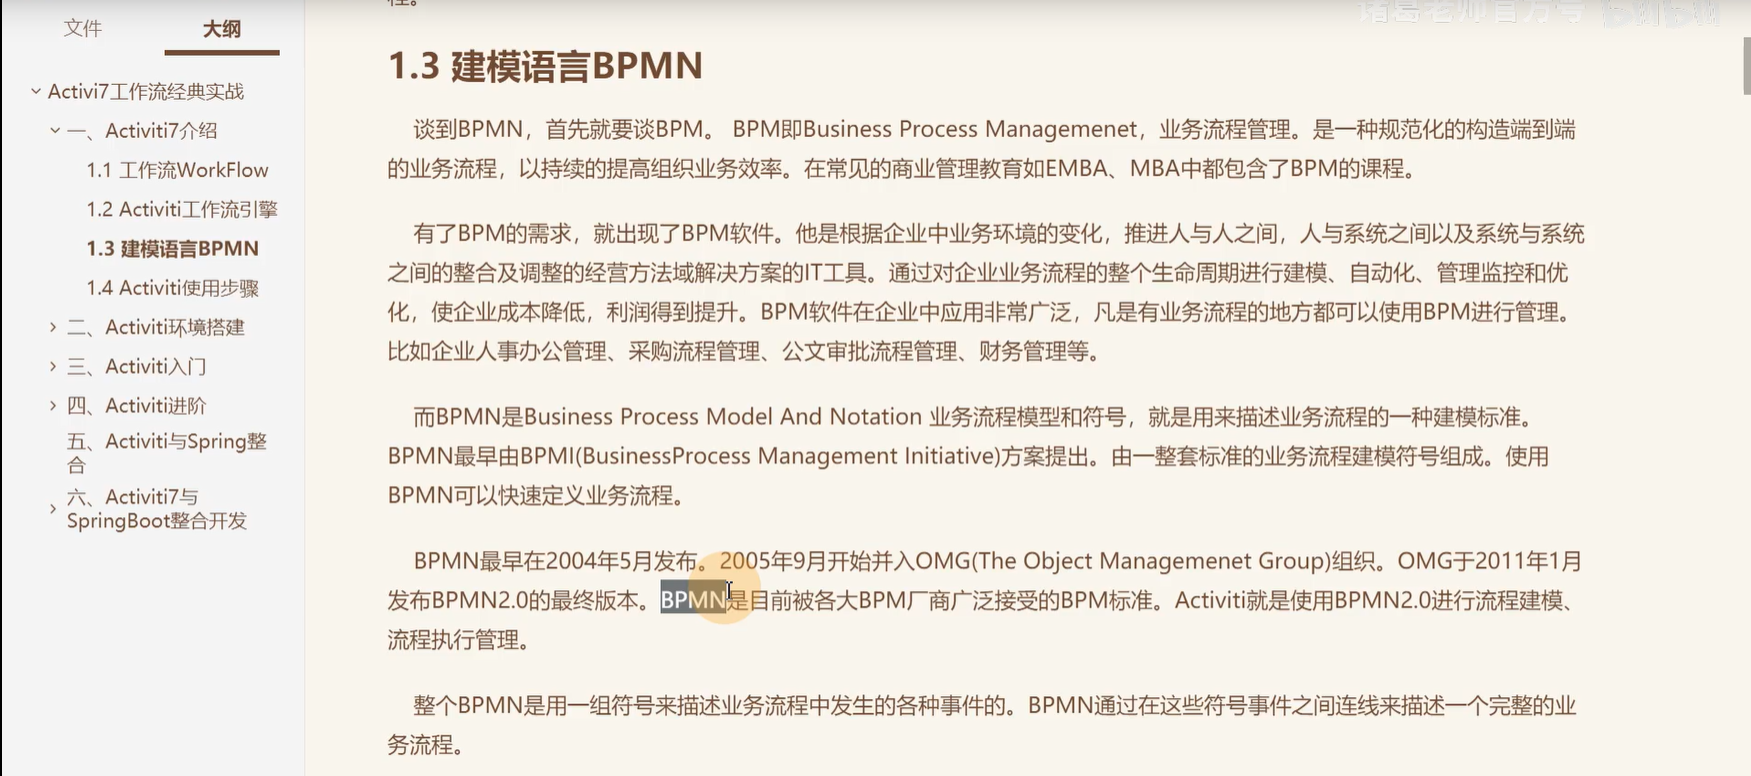 文件
大纲
Activi7工作流经典实战
一、Activiti7介绍
1.1 工作流WorkFlow
1.2 Activiti工作流引擎
1.3 建模语言BPMN
1.4 Activiti使用步骤
二、Activiti环境搭建
三、Activiti入门
四、Activiti进阶
五、Activiti与Spring整
合
六、Activiti7与
SpringBoot整合开发
程。
诸葛老师官方号 bilibili
1.3 建模语言BPMN
谈到BPMN，首先就要谈BPM。 BPM即Business Process Managemenet，业务流程管理。是一种规范化的构造端到端
的业务流程，以持续的提高组织业务效率。在常见的商业管理教育如EMBA、MBA中都包含了BPM的课程。
有了BPM的需求，就出现了BPM软件。他是根据企业中业务环境的变化，推进人与人之间，人与系统之间以及系统与系统
之间的整合及调整的经营方法域解决方案的IT工具。通过对企业业务流程的整个生命周期进行建模、自动化、管理监控和优
化，使企业成本降低，利润得到提升。BPM软件在企业中应用非常广泛，凡是有业务流程的地方都可以使用BPM进行管理。
比如企业人事办公管理、采购流程管理、公文审批流程管理、财务管理等。
而BPMN是Business Process Model And Notation 业务流程模型和符号，就是用来描述业务流程的一种建模标准。
BPMN最早由BPMI(BusinessProcess Management Initiative)方案提出。由一整套标准的业务流程建模符号组成。使用
BPMN可以快速定义业务流程。
BPMN最早在2004年5月发布。2005年9月开始并入OMG(The Object Managemenet Group)组织。OMG于2011年1月
发布BPMN2.0的最终版本。BPMN是目前被各大BPM厂商广泛接受的BPM标准。Activiti就是使用BPMN2.0进行流程建模、
流程执行管理。
整个BPMN是用一组符号来描述业务流程中发生的各种事件的。BPMN通过在这些符号事件之间连线来描述一个完整的业
务流程。